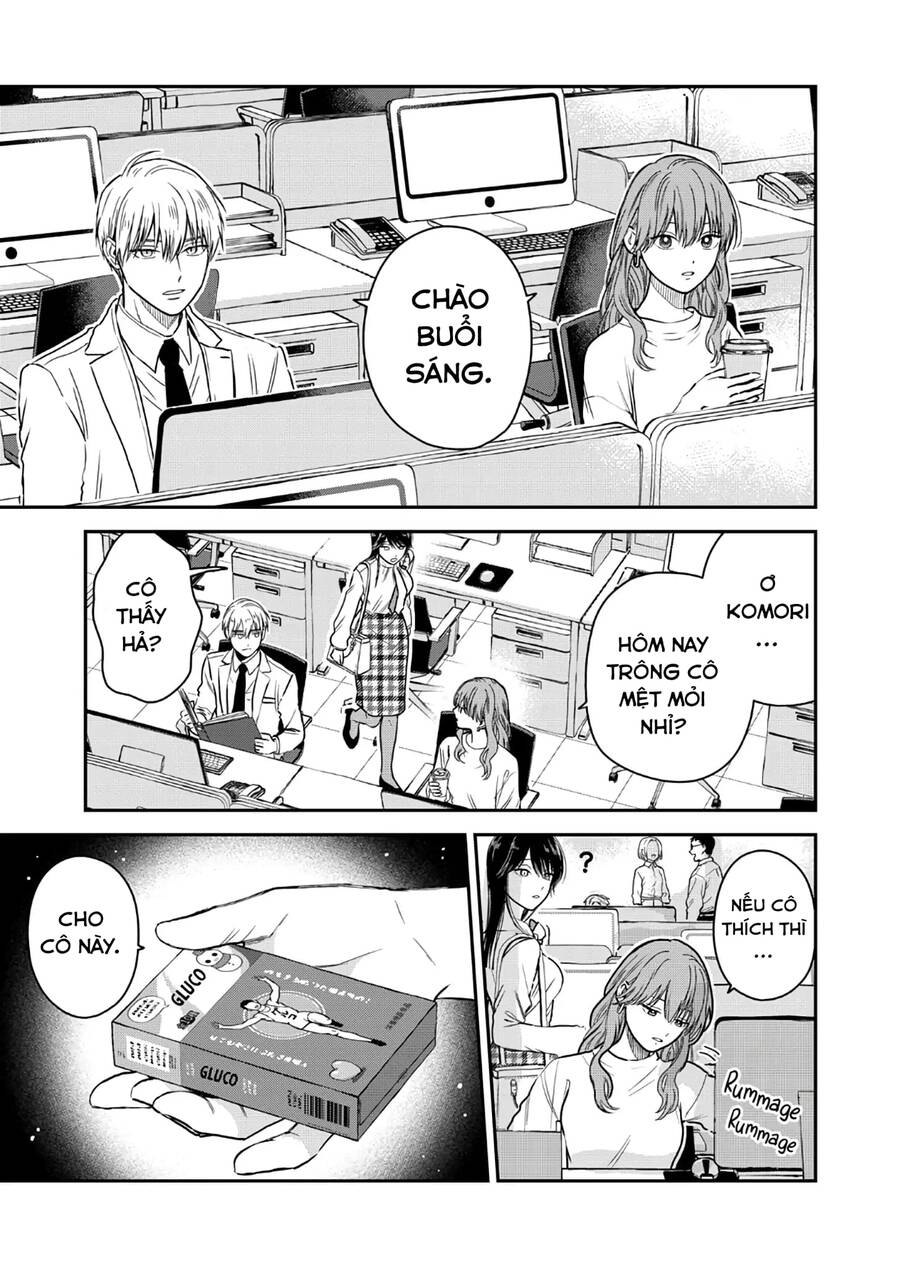 CHÀO
BUỔI
SÁNG.
Ơ
KOMORI
...
HÔM NAY
TRÔNG CÔ
MỆT MỎI
NHỈ?
CÔ
THẤY
HẢ?
?
NẾU CÔ
THÍCH THÌ
...
Rummage
Rummage
CHO
CÔ NÀY.
GLUCO
GLUCO